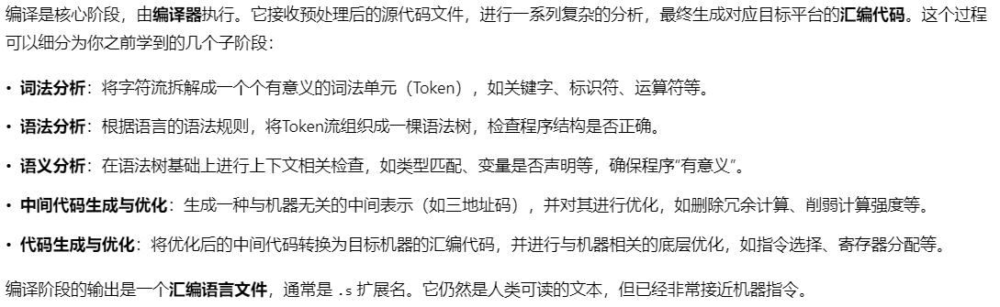 编译是核心阶段，由编译器执行。它接收预处理后的源代码文件，进行一系列复杂的分析，最终生成对应目标平台的汇编代码。这个过程
可以细分为你之前学到的几个子阶段：
• 词法分析：将字符流拆解成一个个有意义的词法单元（Token），如关键字、标识符、运算符等。
• 语法分析：根据语言的语法规则，将Token流组织成一棵语法树，检查程序结构是否正确。
• 语义分析：在语法树基础上进行上下文相关检查，如类型匹配、变量是否声明等，确保程序“有意义”。
• 中间代码生成与优化：生成一种与机器无关的中间表示（如三地址码），并对其进行优化，如删除冗余计算、削弱计算强度等。
• 代码生成与优化：将优化后的中间代码转换为目标机器的汇编代码，并进行与机器相关的底层优化，如指令选择、寄存器分配等。
编译阶段的输出是一个汇编语言文件，通常是 .s 扩展名。它仍然是人类可读的文本，但已经非常接近机器指令。